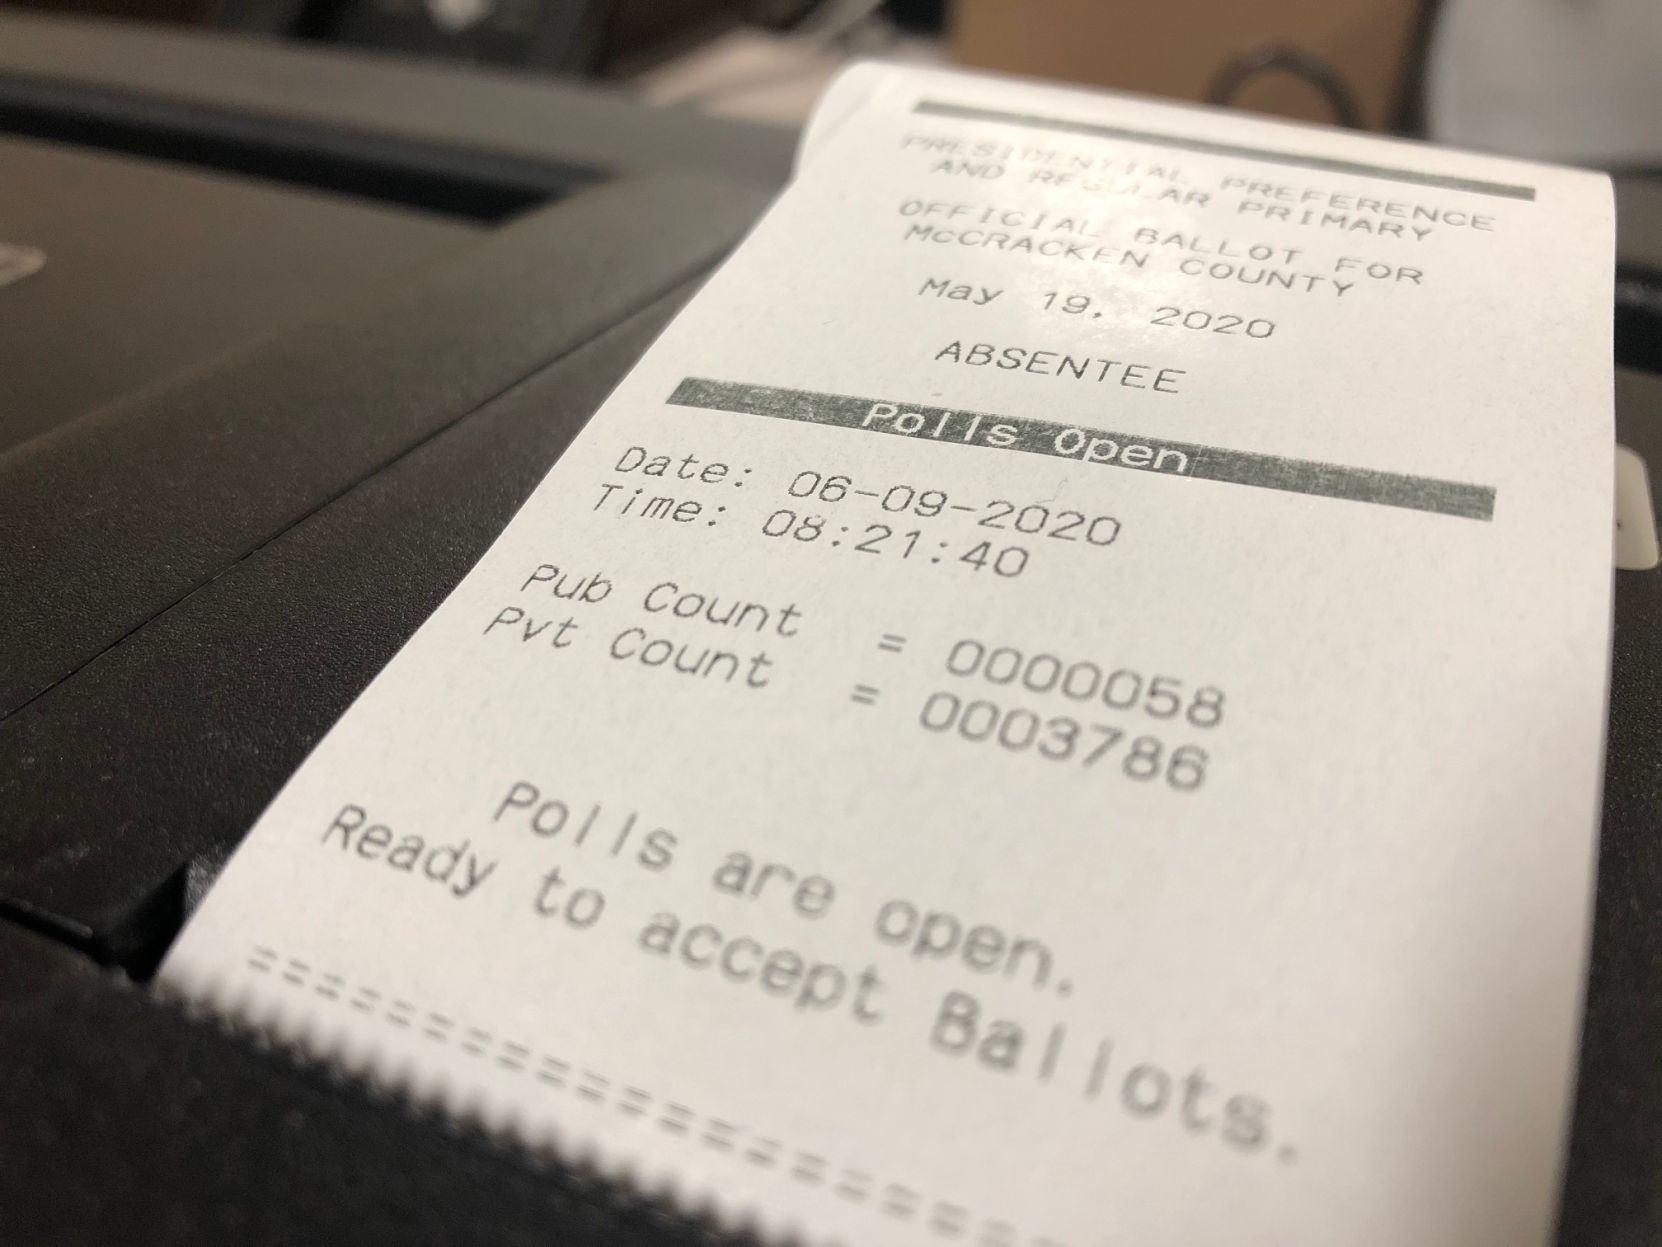 PRESIDENTIAL PREFERENCE
AND REGULAR PRIMARY
OFFICIAL BALLOT FOR
McCRACKEN COUNTY
May 19, 2020
ABSENTEE
Polls Open
Date: 06-09-2020
Time: 08:21:40
Pub Count = 0000058
Pvt Count = 0003786
Polls are open.
Ready to accept Ballots.
==========================